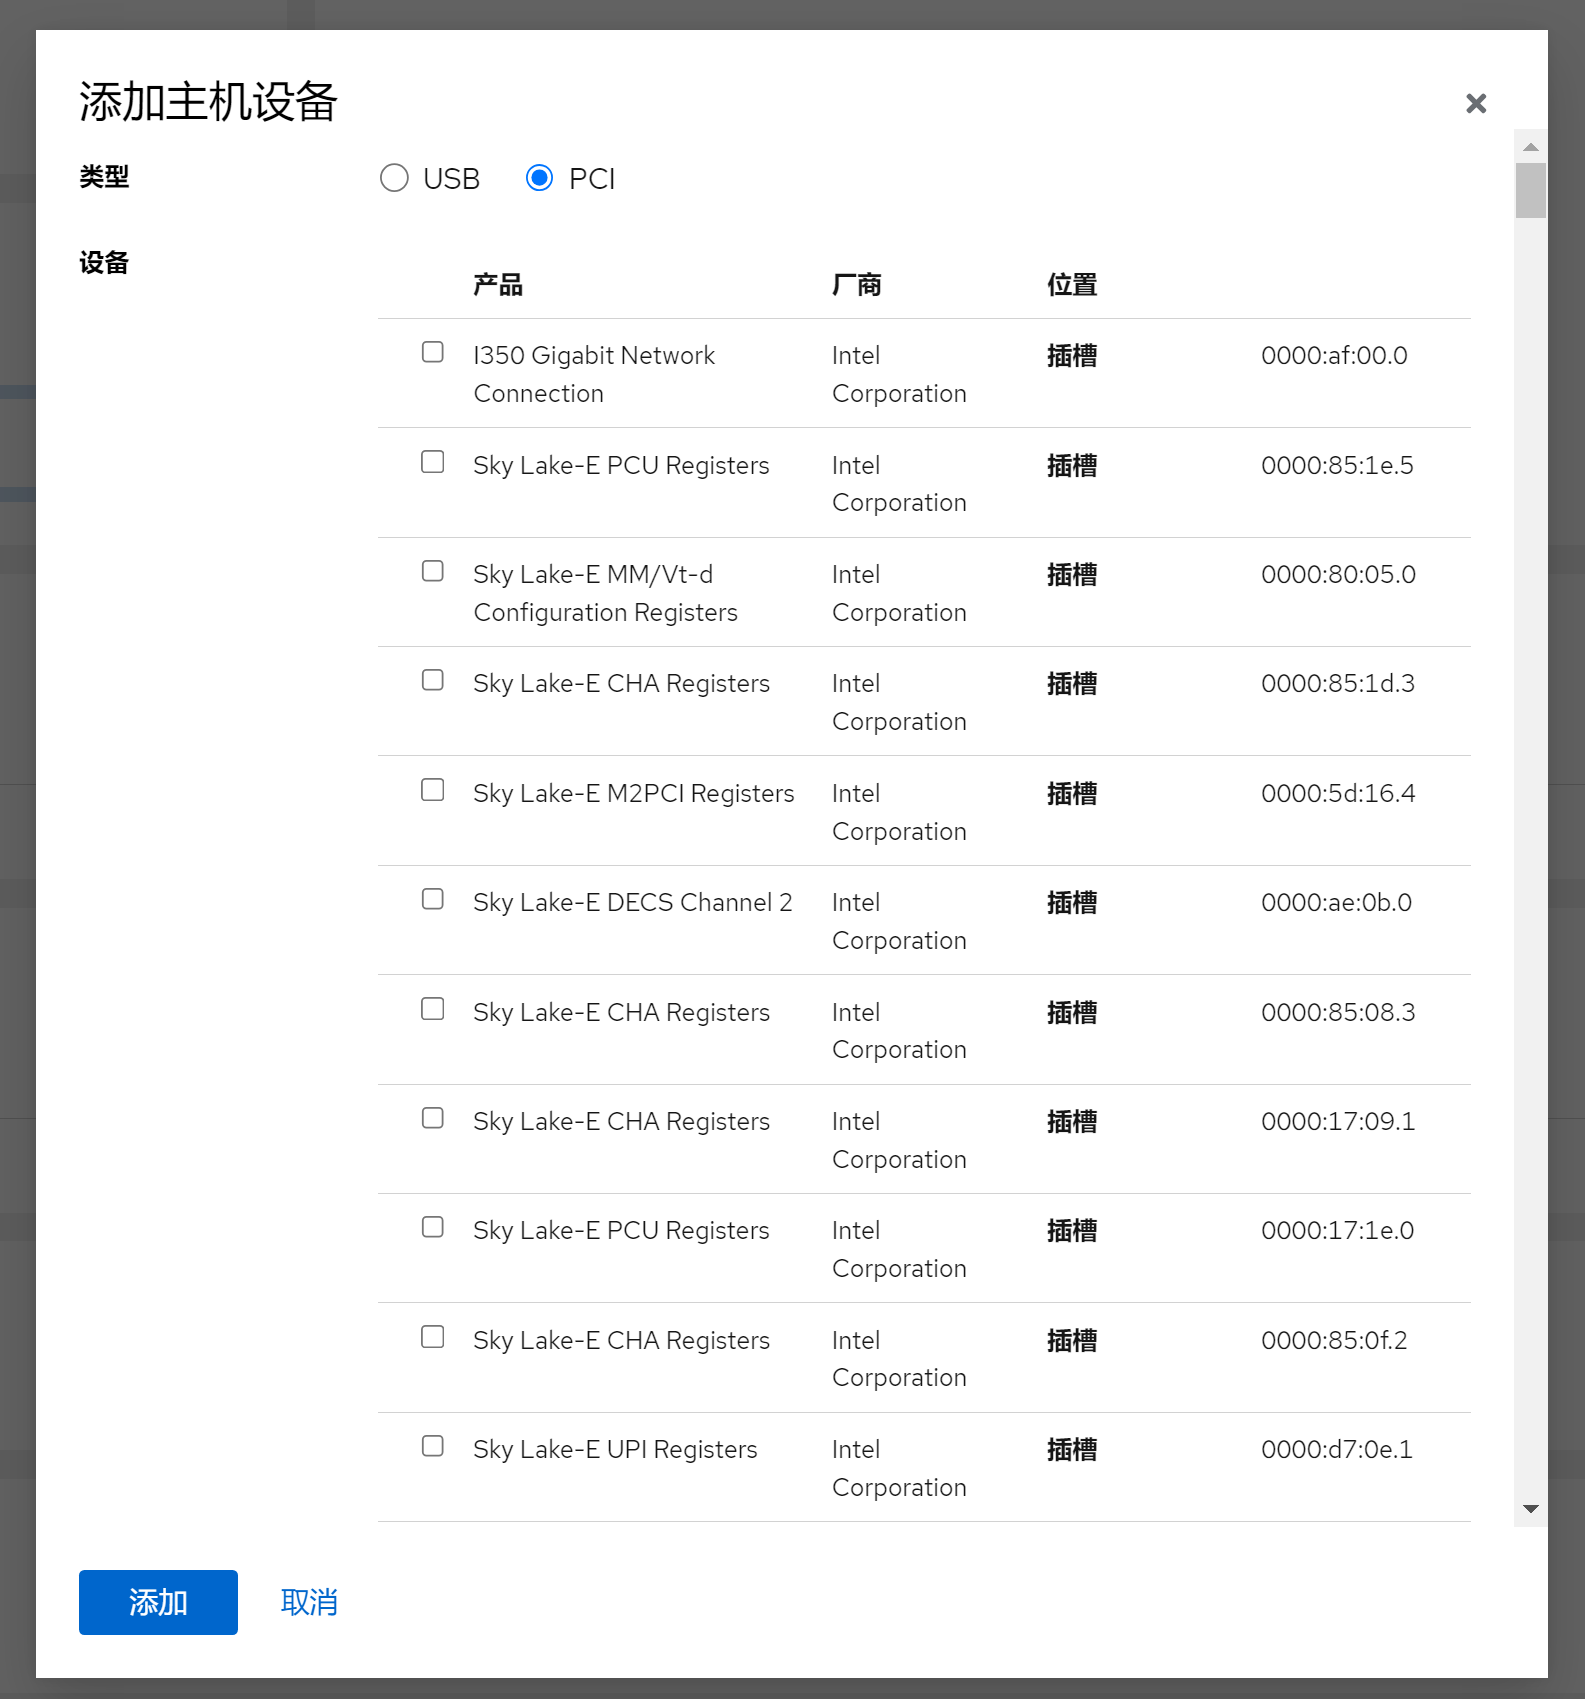 添加主机设备
类型 USB PCI
设备
产品 厂商 位置
I350 Gigabit Network Intel 插槽 0000:af:00.0
Connection Corporation
Sky Lake-E PCU Registers Intel 插槽 0000:85:1e.5
Corporation
Sky Lake-E MM/Vt-d Intel 插槽 0000:80:05.0
Configuration Registers Corporation
Sky Lake-E CHA Registers Intel 插槽 0000:85:1d.3
Corporation
Sky Lake-E M2PCI Registers Intel 插槽 0000:5d:16.4
Corporation
Sky Lake-E DECS Channel 2 Intel 插槽 0000:ae:0b.0
Corporation
Sky Lake-E CHA Registers Intel 插槽 0000:85:08.3
Corporation
Sky Lake-E CHA Registers Intel 插槽 0000:17:09.1
Corporation
Sky Lake-E PCU Registers Intel 插槽 0000:17:1e.0
Corporation
Sky Lake-E CHA Registers Intel 插槽 0000:85:0f.2
Corporation
Sky Lake-E UPI Registers Intel 插槽 0000:d7:0e.1
Corporation
添加 取消